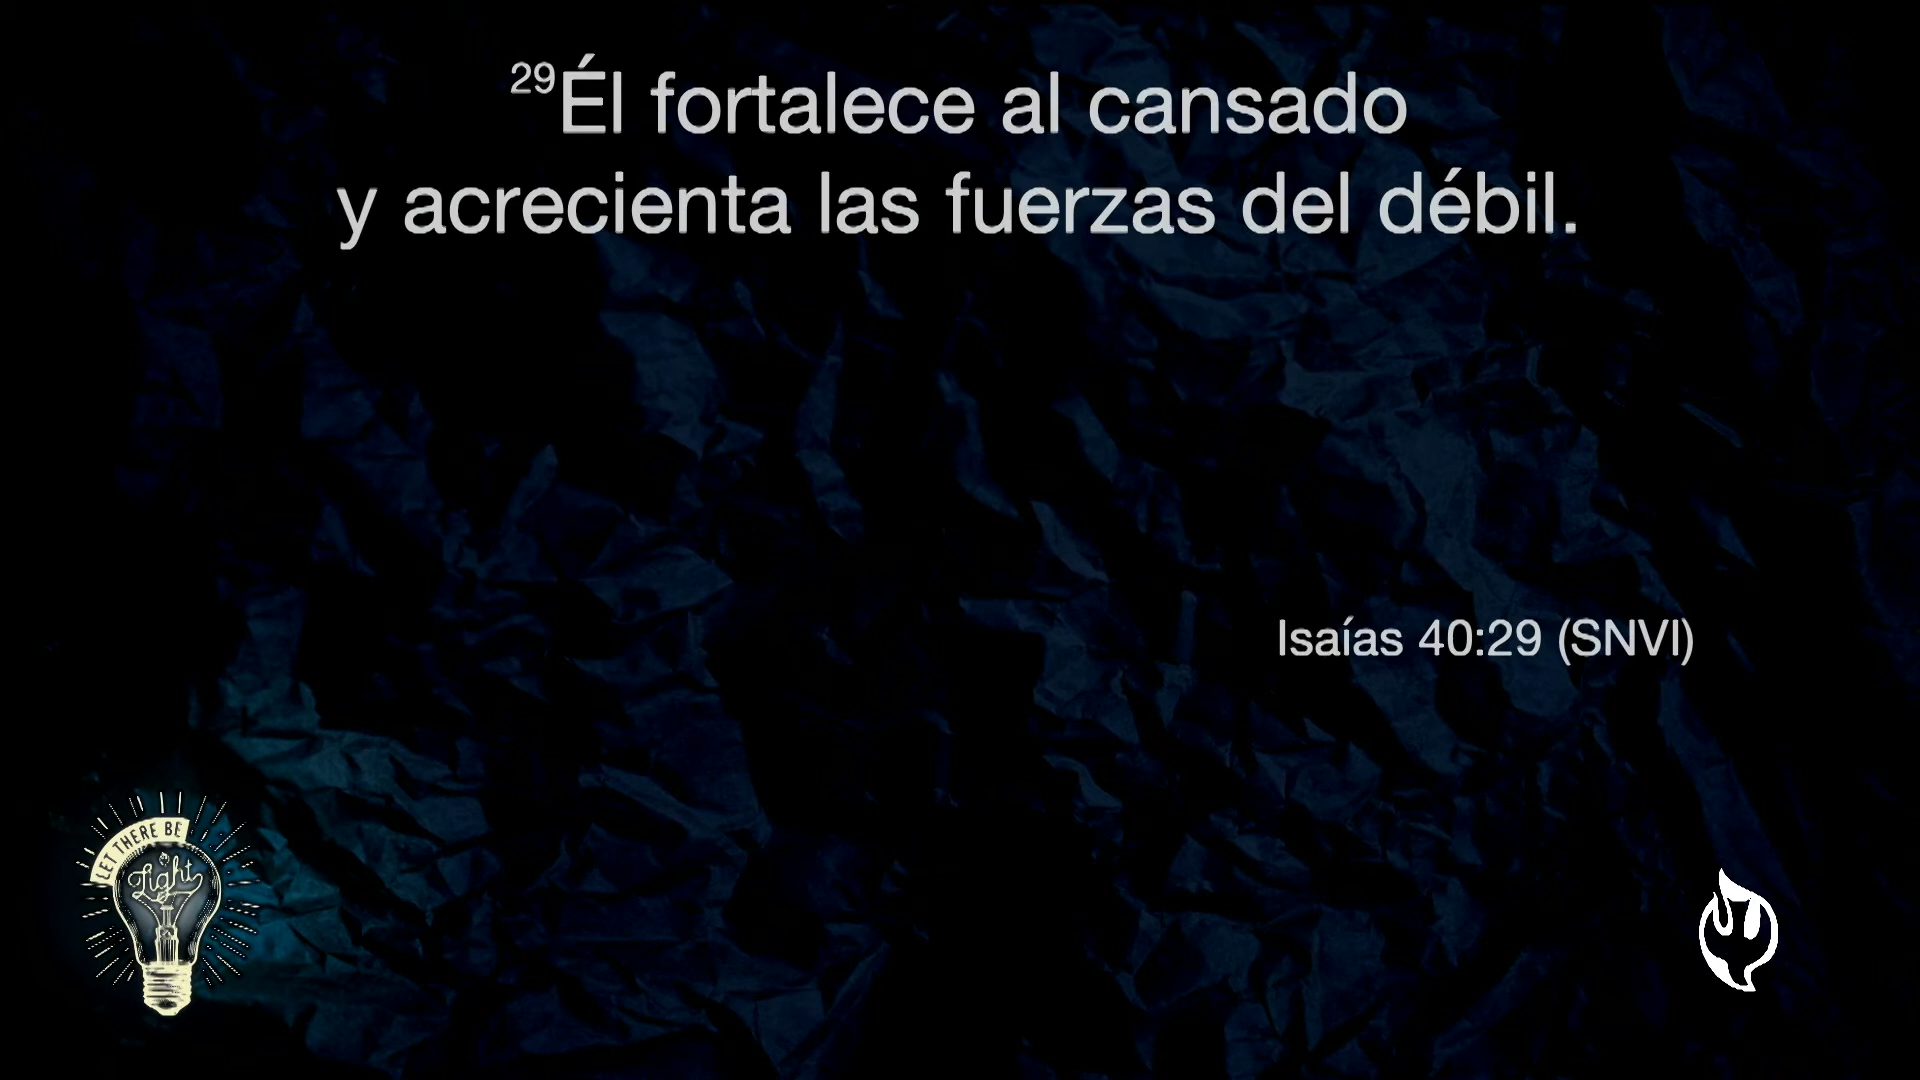 29Él fortalece al cansado
y acrecienta las fuerzas del débil.
Isaías 40:29 (SNVI)
LET THERE BE
Light